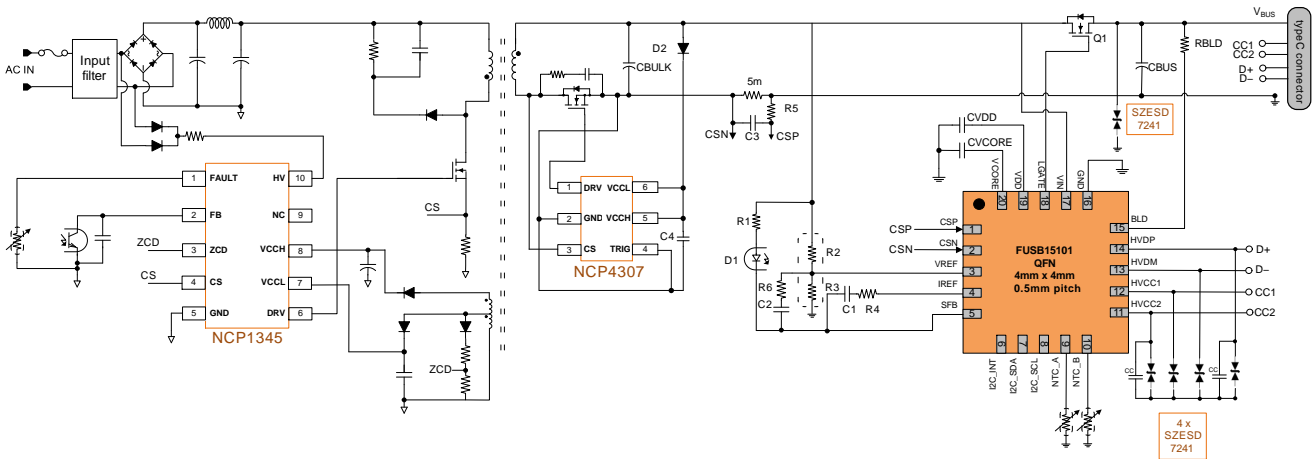 AC IN
Input
filter
1
FAULT
HV
10
2
FB
NC
9
ZCD
3
ZCD
VCCH
8
CS
4
CS
VCCL
7
5
GND
DRV
6
NCP1345
CS
ZCD
D2
CBULK
1
DRV
VCCL
6
2
GND
VCCH
5
3
CS
TRIG
4
NCP4307
C4
5m
R5
CSN
C3
CSP
Q1
VBUS
RBLD
CBUS
CC1
CC2
D+
D−
typeC connector
SZESD
7241
CVDD
CVCORE
VCORE
VDD
LGATE
VIN
GND
20
19
18
17
16
R1
D1
R2
R3
R6
C2
C1
R4
CSP
CSP
1
CSN
CSN
2
VREF
3
IREF
4
SFB
5
FUSB15101
QFN
4mm x 4mm
0.5mm pitch
BLD
15
HVDP
14
D+
HVDM
13
D−
HVCC1
12
CC1
HVCC2
11
CC2
6
7
8
9
10
I2C_INT
I2C_SDA
I2C_SCL
NTC_A
NTC_B
CC
CC
4 x
SZESD
7241